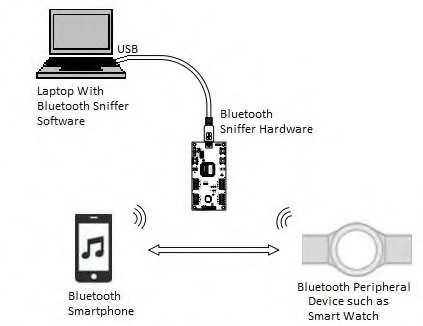 USB
Laptop With
Bluetooth Sniffer
Software
Bluetooth
Sniffer Hardware
Bluetooth
Smartphone
Bluetooth Peripheral
Device such as
Smart Watch